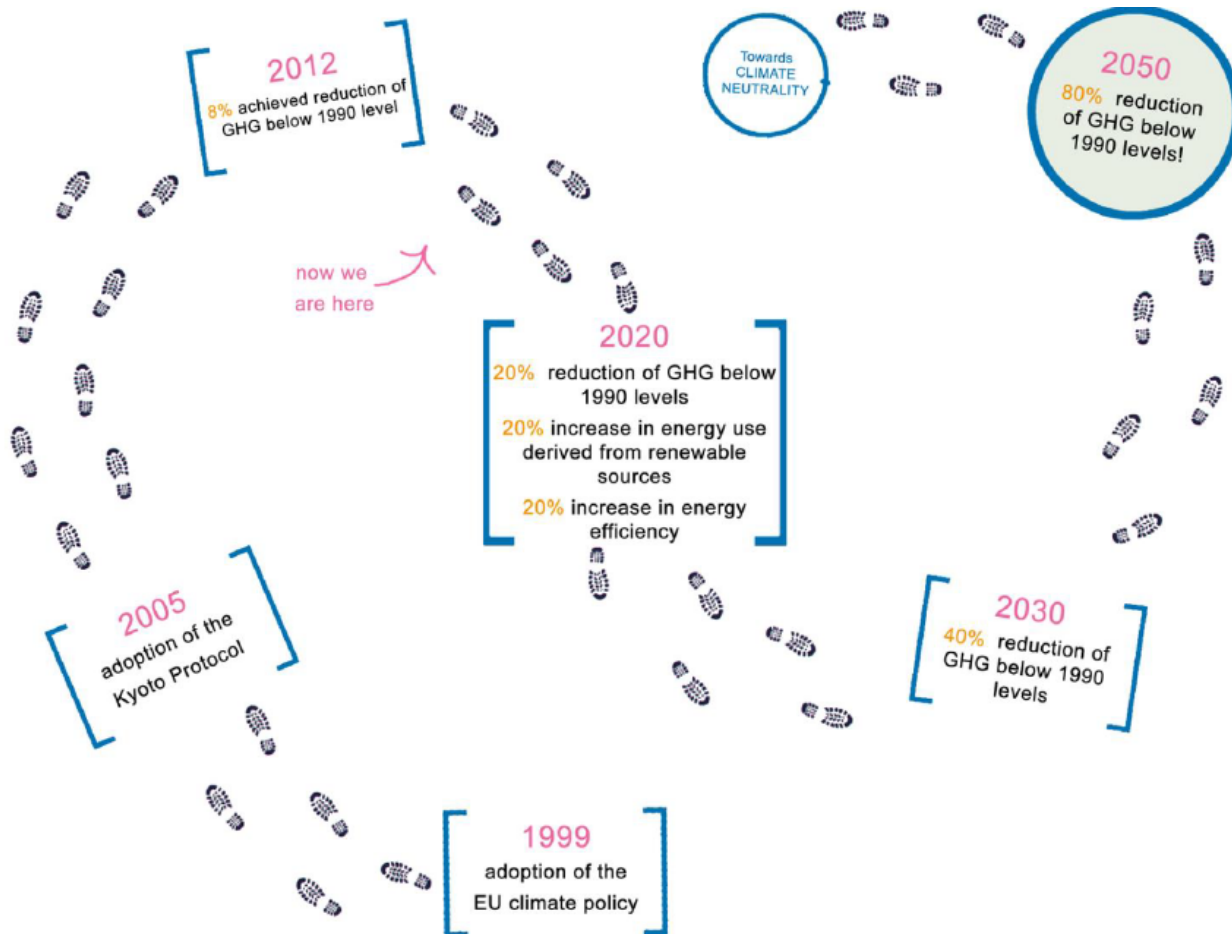 2012
8% achieved reduction of
GHG below 1990 level
Towards
CLIMATE
NEUTRALITY
2050
80% reduction
of GHG below
1990 levels!
now we
are here
2020
20% reduction of GHG below
1990 levels
20% increase in energy use
derived from renewable
sources
20% increase in energy
efficiency
2005
adoption of the
Kyoto Protocol
2030
40% reduction of
GHG below 1990
levels
1999
adoption of the
EU climate policy